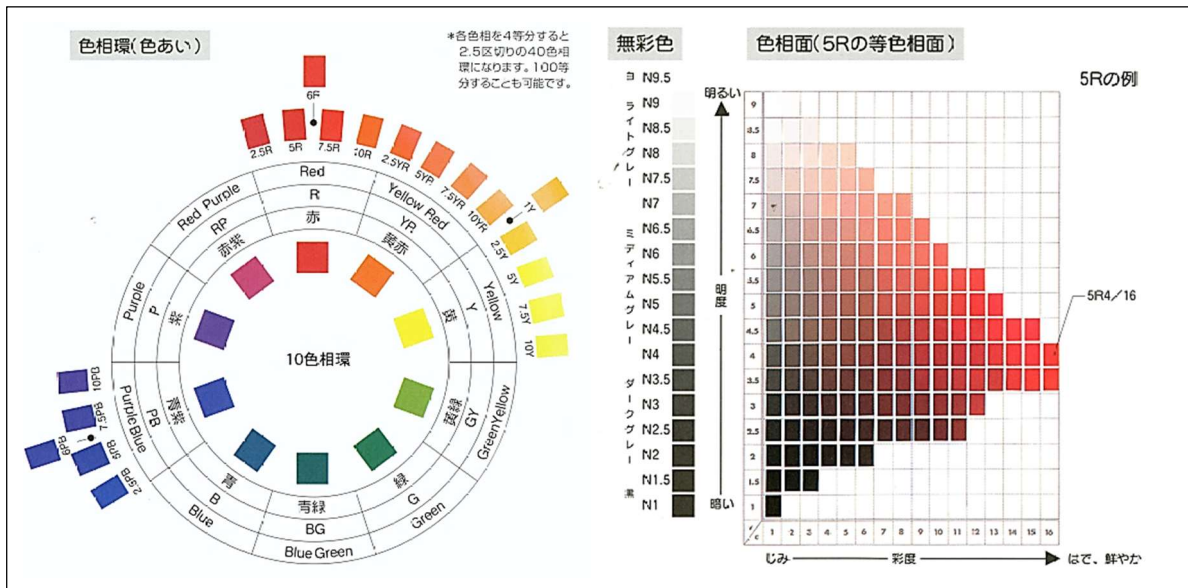 色相環(色あい)
*各色相を4等分すると
2.5区切りの40色相
環になります。100等
分することも可能です。
6R
2.5R
5R
7.5R
10R
2.5YR
5YR
7.5YR
10YR
1Y
2.5Y
5Y
7.5Y
10Y
Red
R
赤
Yellow Red
YR
黄赤
Yellow
Y
黄
GreenYellow
GY
黄緑
Green
G
緑
Blue Green
BG
青緑
Blue
B
青
Purple Blue
PB
青紫
Purple
P
紫
Red Purple
RP
赤紫
10色相環
10PB
7.5PB
6PB
5PB
2.5PB
無彩色
白 N9.5
N9
N8.5
N8
N7.5
N7
N6.5
N6
N5.5
N5
N4.5
N4
N3.5
N3
N2.5
N2
N1.5
N1
ライトグレー
ミディアムグレー
ダークグレー
黒
色相面(5Rの等色相面)
5Rの例
明るい
明度
暗い
9
8.5
8
7.5
7
6.5
6
5.5
5
4.5
4
3.5
3
2.5
2
1.5
1
5R4/16
1 2 3 4 5 6 7 8 9 10 11 12 13 14 15 16
じみ
彩度
はで、鮮やか